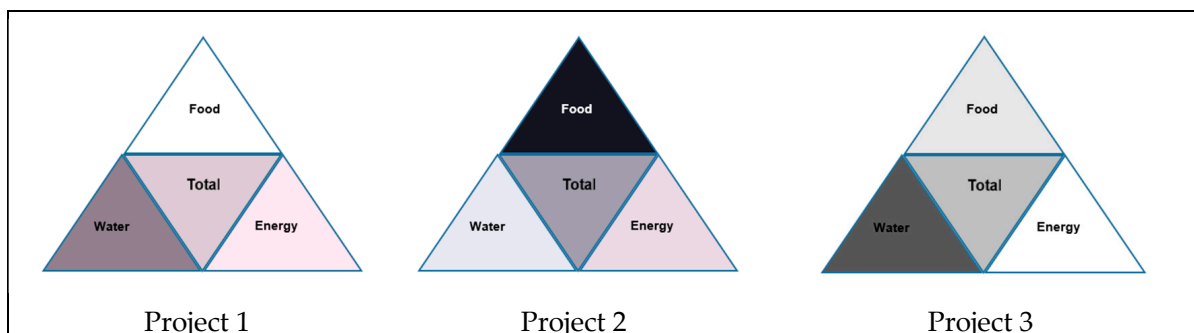 Food Food Food
Total Total Total
Water Energy Water Energy Water Energy
Project 1 Project 2 Project 3